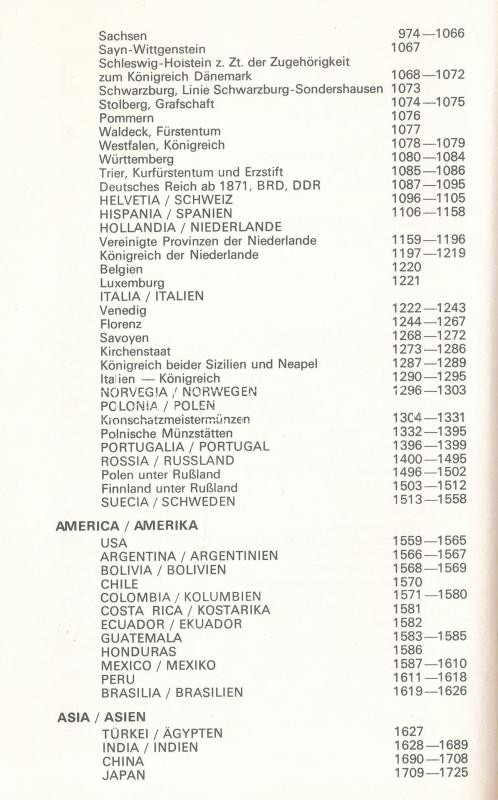 Sachsen 974—1066
Sayn-Wittgenstein 1067
Schleswig-Hoistein z. Zt. der Zugehörigkeit
zum Königreich Dänemark 1068—1072
Schwarzburg, Linie Schwarzburg-Sondershausen 1073
Stolberg, Grafschaft 1074—1075
Pommern 1076
Waldeck, Fürstentum 1077
Westfalen, Königreich 1078—1079
Württemberg 1080—1084
Trier, Kurfürstentum und Erzstift 1085—1086
Deutsches Reich ab 1871, BRD, DDR 1087—1095
HELVETIA / SCHWEIZ 1096—1105
HISPANIA / SPANIEN 1106—1158
HOLLANDIA / NIEDERLANDE
Vereinigte Provinzen der Niederlande 1159—1196
Königreich der Niederlande 1197—1219
Belgien 1220
Luxemburg 1221
ITALIA / ITALIEN
Venedig 1222—1243
Florenz 1244—1267
Savoyen 1268—1272
Kirchenstaat 1273—1286
Königreich beider Sizilien und Neapel 1287—1289
Italien — Königreich 1290—1295
NORVEGIA / NORWEGEN 1296—1303
POLONIA / POLEN
Kronschatzmeistermünzen 1304—1331
Polnische Münzstätten 1332—1395
PORTUGALIA / PORTUGAL 1396—1399
ROSSIA / RUSSLAND 1400—1495
Polen unter Rußland 1496—1502
Finnland unter Rußland 1503—1512
SUECIA / SCHWEDEN 1513—1558
AMERICA / AMERIKA
USA 1559—1565
ARGENTINA / ARGENTINIEN 1566—1567
BOLIVIA / BOLIVIEN 1568—1569
CHILE 1570
COLOMBIA / KOLUMBIEN 1571—1580
COSTA RICA / KOSTARIKA 1581
ECUADOR / EKUADOR 1582
GUATEMALA 1583—1585
HONDURAS 1586
MEXICO / MEXIKO 1587—1610
PERU 1611—1618
BRASILIA / BRASILIEN 1619—1626
ASIA / ASIEN
TÜRKEI / ÄGYPTEN 1627
INDIA / INDIEN 1628—1689
CHINA 1690—1708
JAPAN 1709—1725